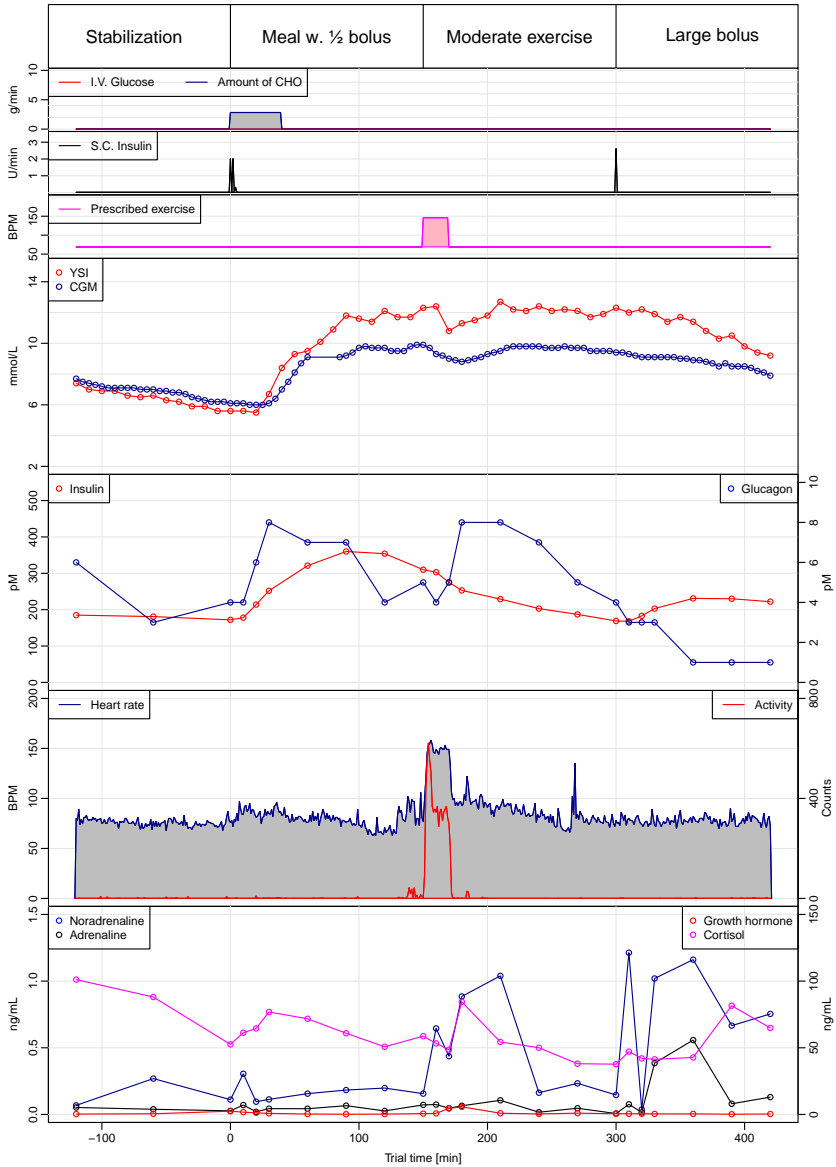 Stabilization Meal w. ½ bolus Moderate exercise Large bolus
I.V. Glucose Amount of CHO
g/min
0 5 10
S.C. Insulin
U/min
1 2 3
Prescribed exercise
BPM
50 150
YSI
CGM
mmol/L
2 6 10 14
Insulin Glucagon
pM
0 100 200 300 400 500
pM
0 2 4 6 8 10
Heart rate Activity
BPM
0 50 100 150 200
Counts
0 400 800
Noradrenaline Growth hormone
Adrenaline Cortisol
ng/mL
0.0 0.5 1.0 1.5
ng/mL
0 50 100 150
−100 0 100 200 300 400
Trial time [min]